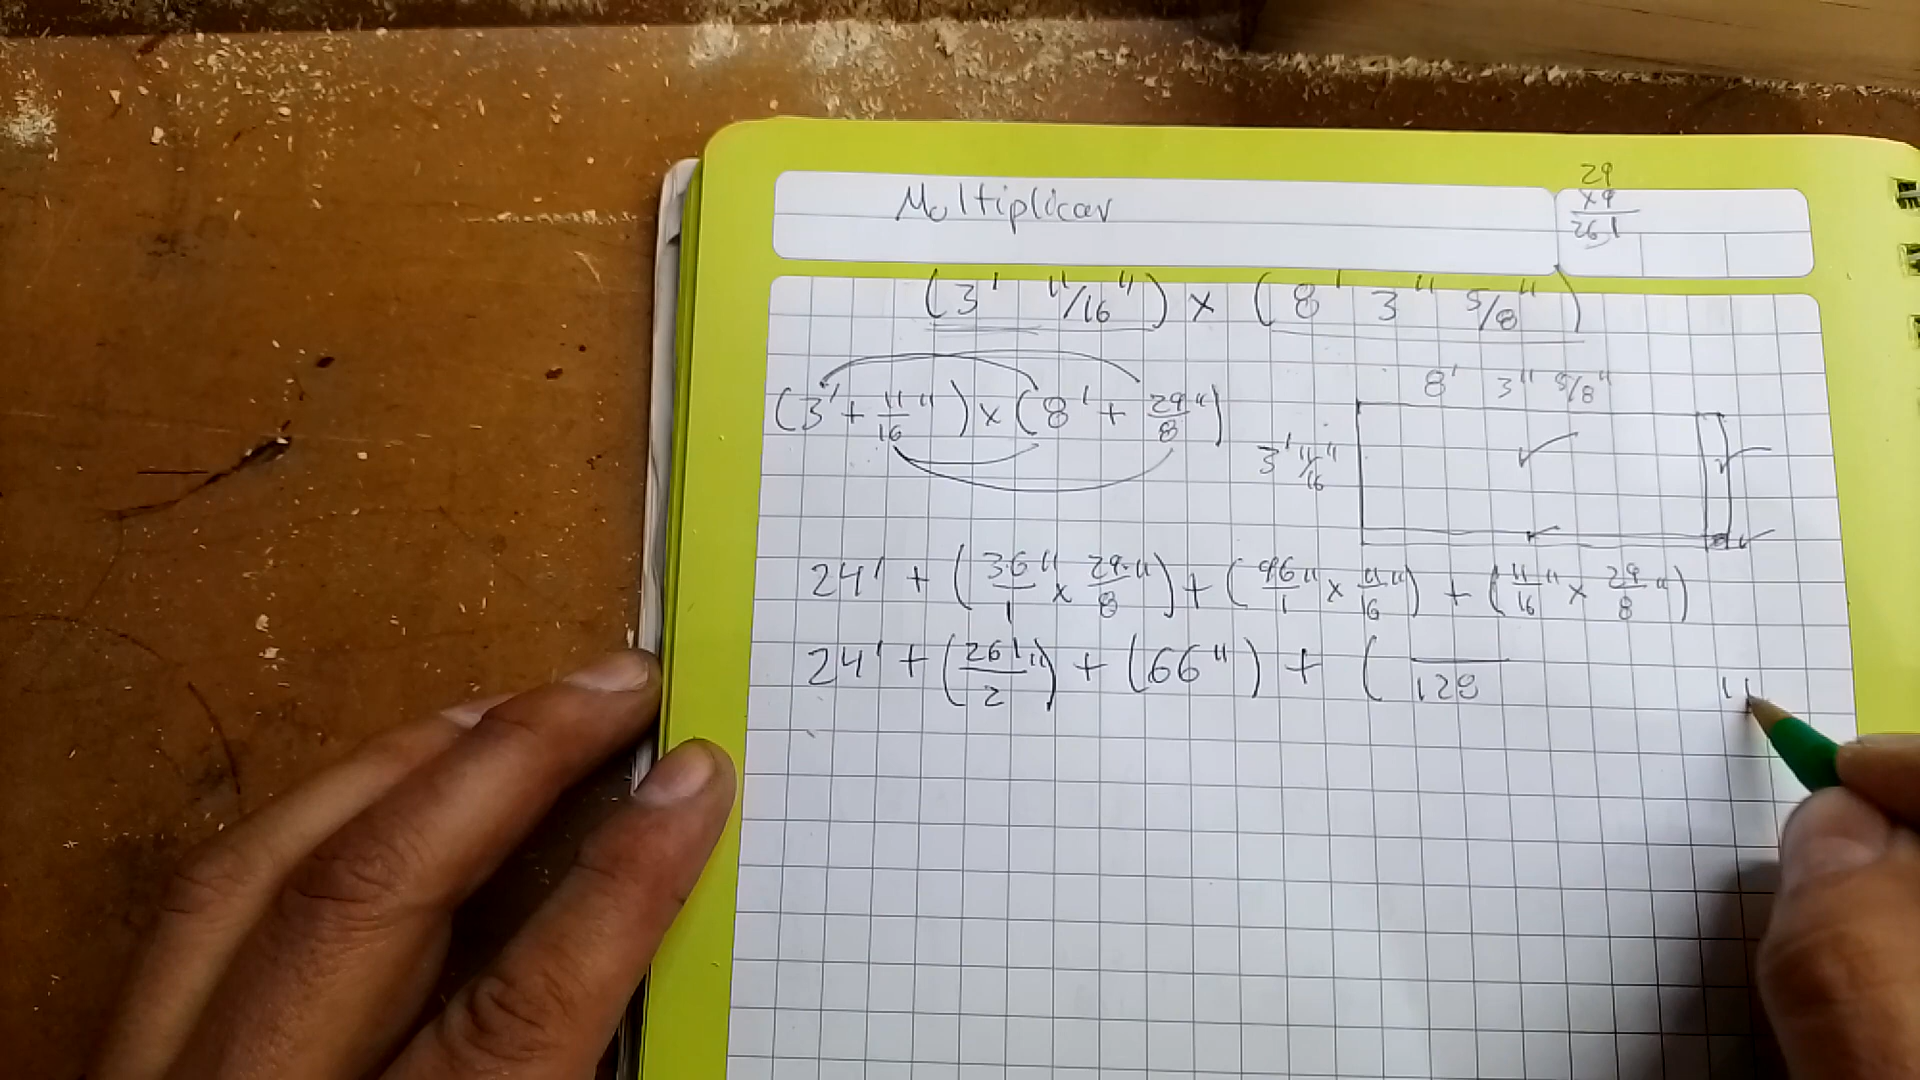 Multiplicar
29
x9
261
(3' 11/16") x (8' 3" 5/8")
(3' + 11/16") x (8' + 29/8")
8' 3" 5/8"
3' 11/16"
24' + (36"/1 x 29/8") + (96"/1 x 11/16") + (11/16" x 29/8")
24' + (261/2") + (66") + ( /128
11